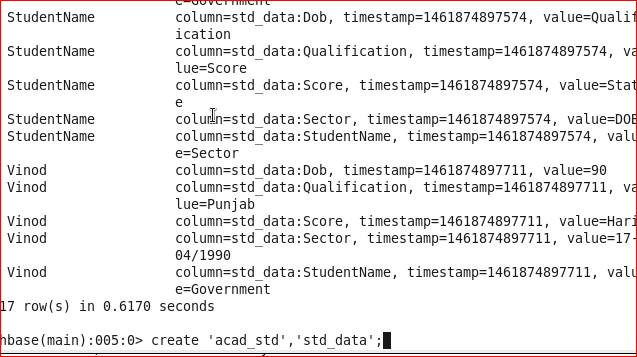 e=Government
StudentName column=std_data:Dob, timestamp=1461874897574, value=Qualif
ication
StudentName column=std_data:Qualification, timestamp=1461874897574, va
lue=Score
StudentName column=std_data:Score, timestamp=1461874897574, value=Stat
e
StudentName column=std_data:Sector, timestamp=1461874897574, value=DOB
StudentName column=std_data:StudentName, timestamp=1461874897574, valu
e=Sector
Vinod column=std_data:Dob, timestamp=1461874897711, value=90
Vinod column=std_data:Qualification, timestamp=1461874897711, va
lue=Punjab
Vinod column=std_data:Score, timestamp=1461874897711, value=Hari
Vinod column=std_data:Sector, timestamp=1461874897711, value=17-
04/1990
Vinod column=std_data:StudentName, timestamp=1461874897711, valu
e=Government
17 row(s) in 0.6170 seconds
hbase(main):005:0> create 'acad_std','std_data';